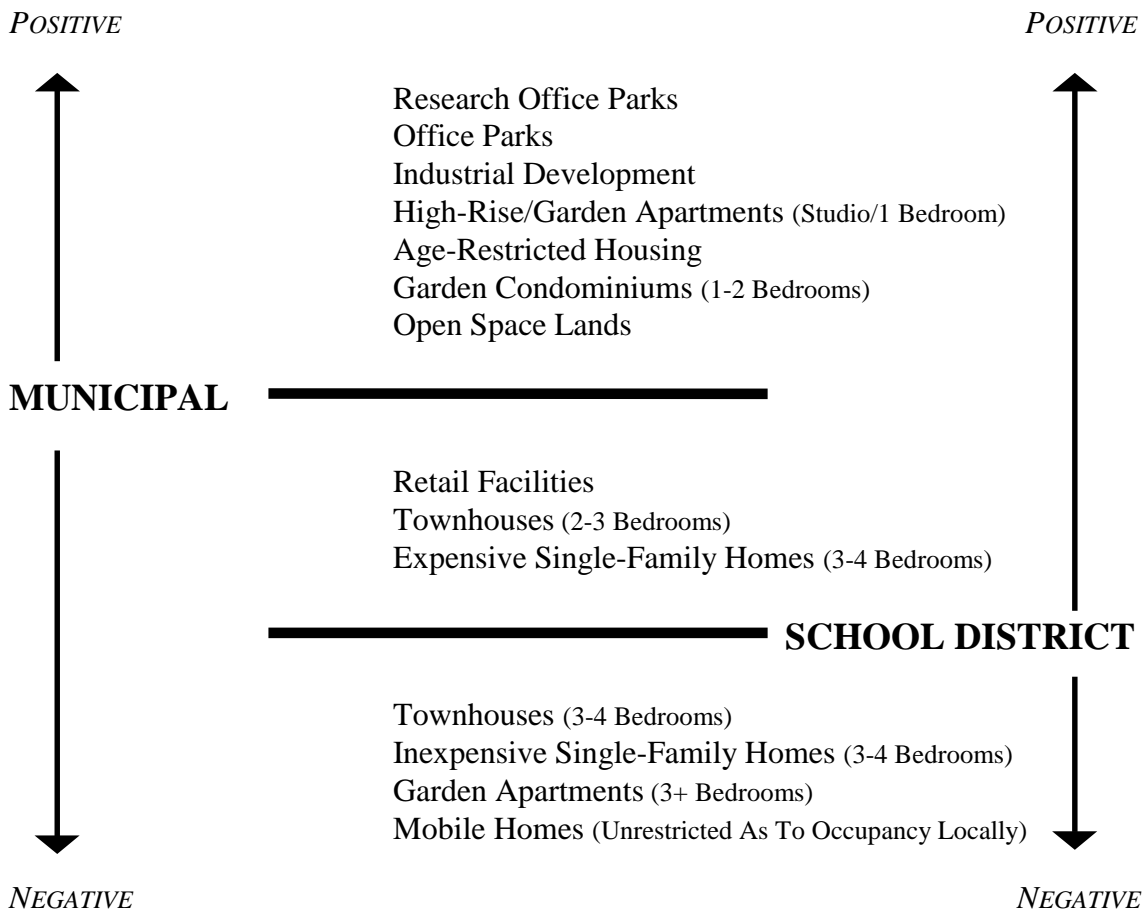 POSITIVE POSITIVE
Research Office Parks
Office Parks
Industrial Development
High-Rise/Garden Apartments (Studio/1 Bedroom)
Age-Restricted Housing
Garden Condominiums (1-2 Bedrooms)
Open Space Lands
MUNICIPAL
Retail Facilities
Townhouses (2-3 Bedrooms)
Expensive Single-Family Homes (3-4 Bedrooms)
SCHOOL DISTRICT
Townhouses (3-4 Bedrooms)
Inexpensive Single-Family Homes (3-4 Bedrooms)
Garden Apartments (3+ Bedrooms)
Mobile Homes (Unrestricted As To Occupancy Locally)
NEGATIVE NEGATIVE